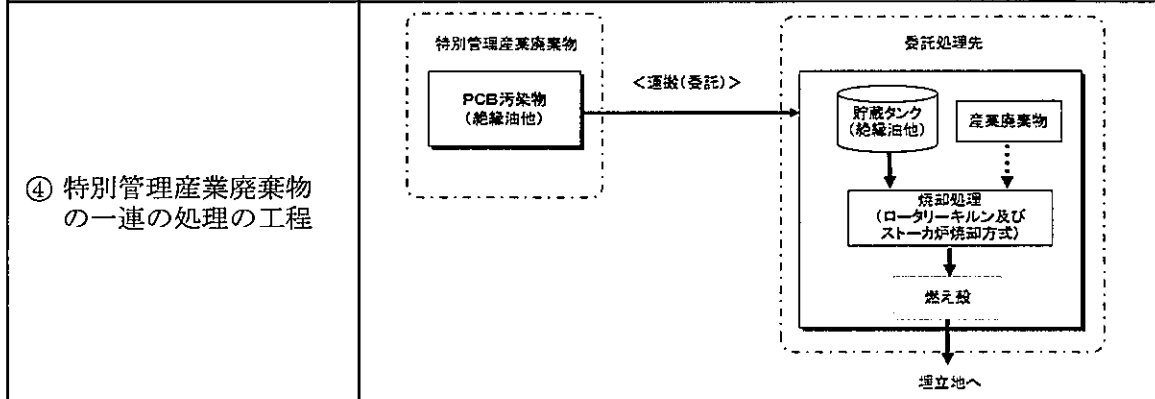 ④ 特別管理産業廃棄物
の一連の処理の工程
特別管理産業廃棄物
PCB汚染物
(絶縁油他)
<運搬(委託)>
委託処理先
貯蔵タンク
(絶縁油他)
産業廃棄物
焼却処理
(ロータリーキルン及び
ストーカ炉焼却方式)
燃え殻
埋立地へ